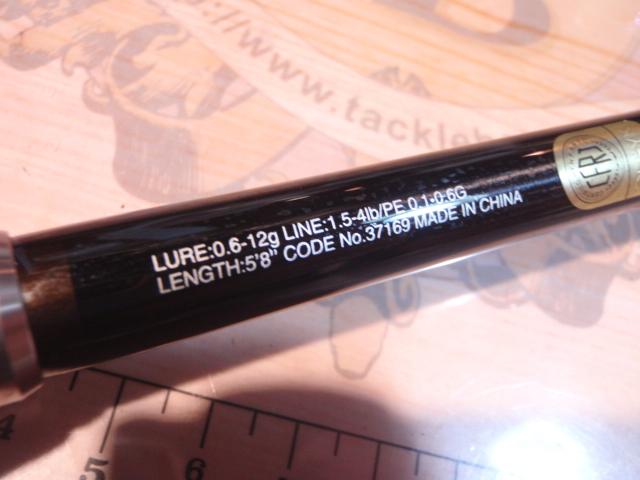 ://www.tackleb
LURE:0.6-12g LINE:1.5-4lb/PE 0.1-0.6G
LENGTH:5'8" CODE No.37169 MADE IN CHINA
5
6